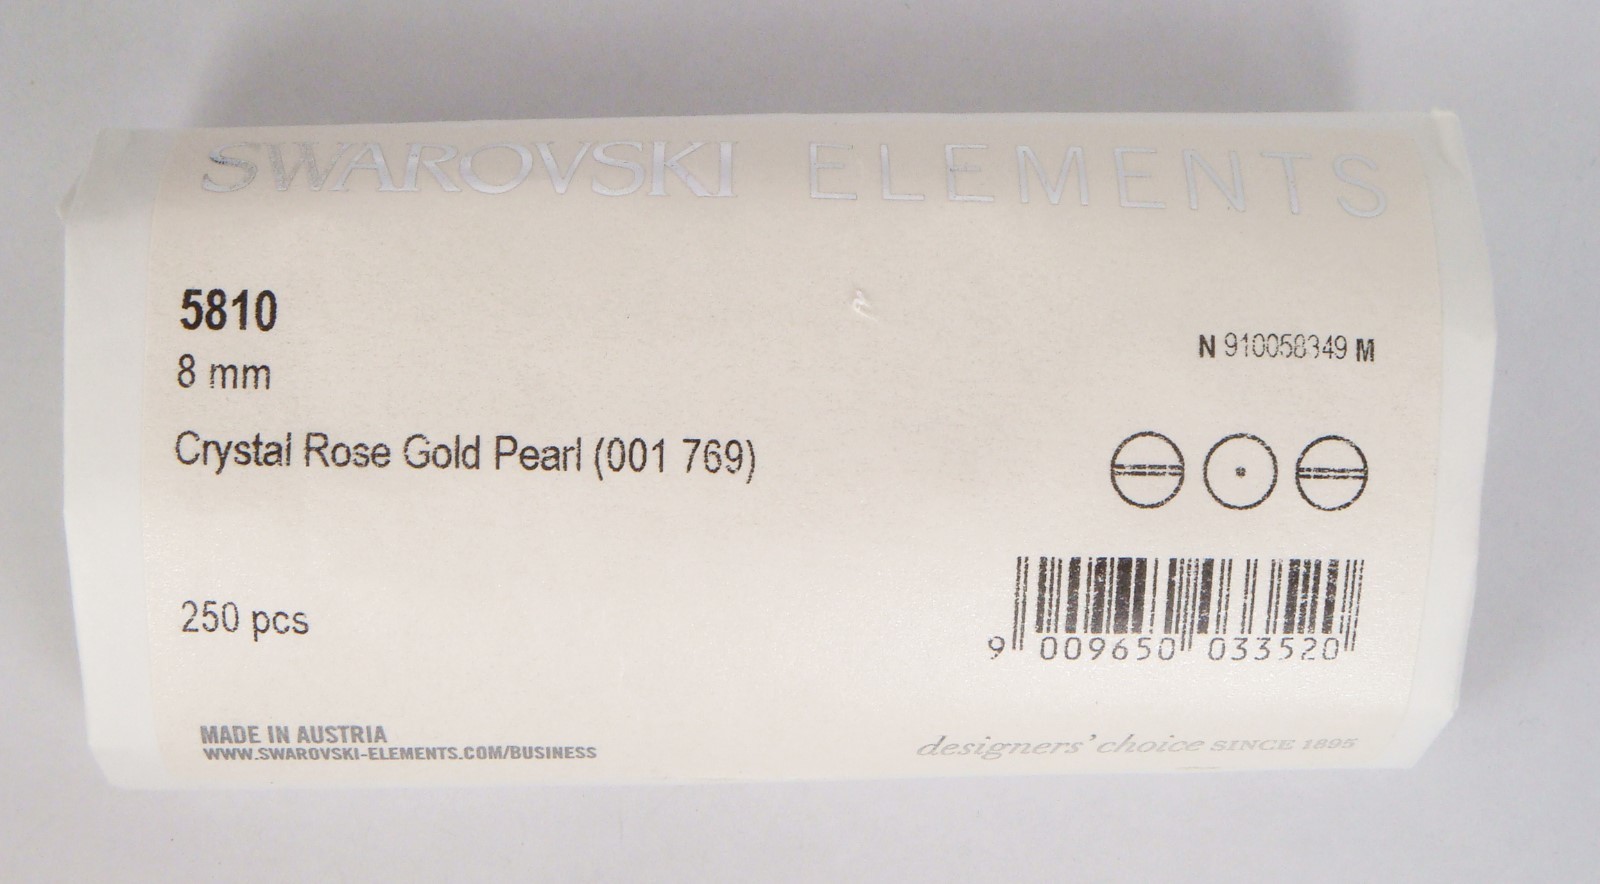 SWAROVSKI ELEMENTS
5810
8 mm
N 910058349 M
Crystal Rose Gold Pearl (001 769)
250 pcs
9 009650 033520
MADE IN AUSTRIA
WWW.SWAROVSKI-ELEMENTS.COM/BUSINESS
designers' choice SINCE 1895